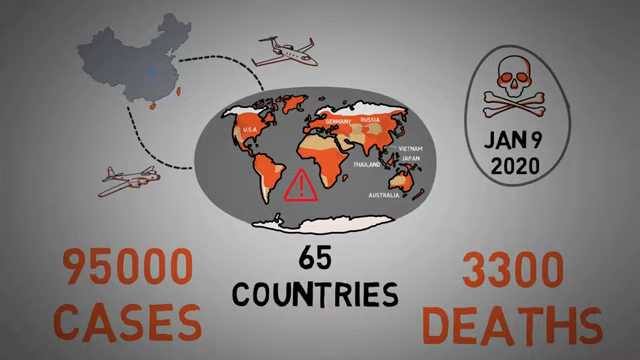 JAN 9
2020
U.S.A
GERMANY
RUSSIA
VIETNAM
JAPAN
THAILAND
AUSTRALIA
65
COUNTRIES
95000
CASES
3300
DEATHS